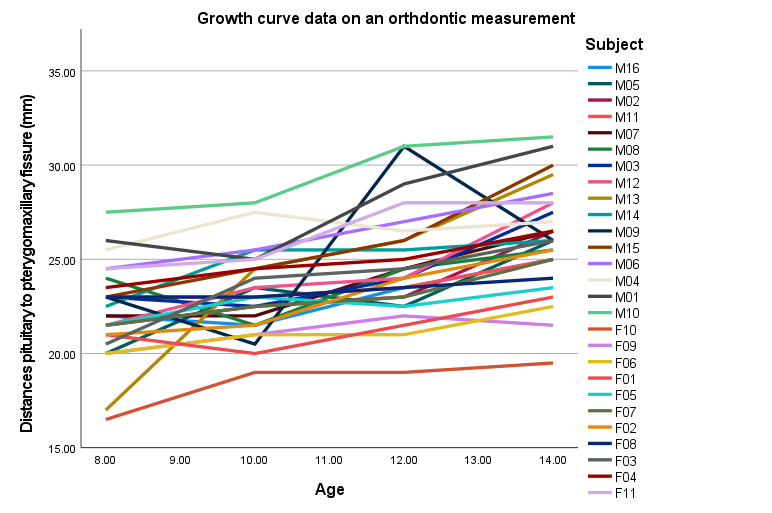 Growth curve data on an orthdontic measurement
Subject
M16
M05
M02
M11
M07
M08
M03
M12
M13
M14
M09
M15
M06
M04
M01
M10
F10
F09
F06
F01
F05
F07
F02
F08
F03
F04
F11
Distances pituitary to pterygomaxiliary fissure (mm)
35.00
30.00
25.00
20.00
15.00
8.00 9.00 10.00 11.00 12.00 13.00 14.00
Age